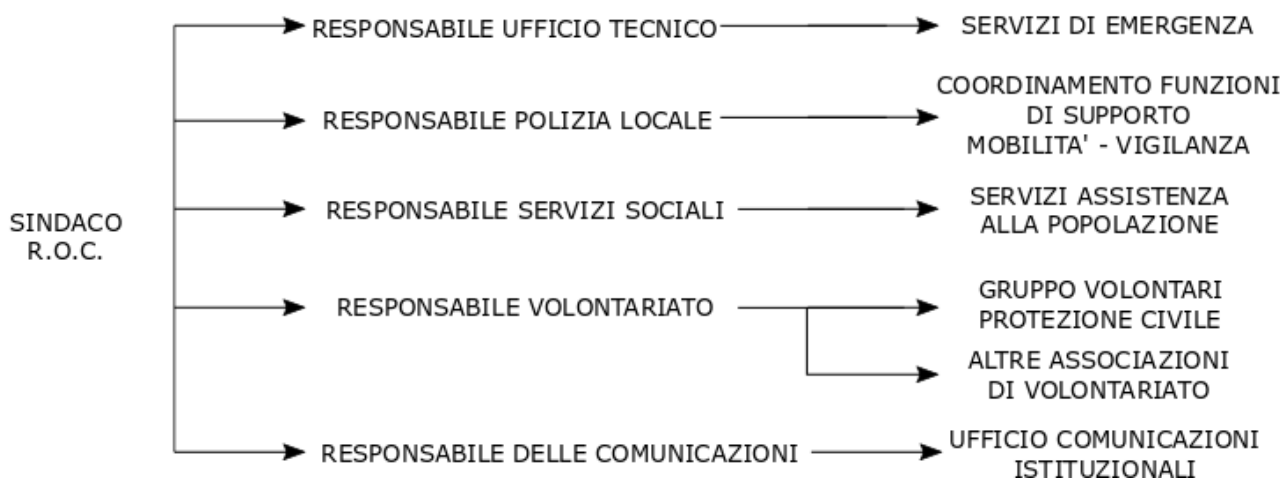 SINDACO
R.O.C.
RESPONSABILE UFFICIO TECNICO
SERVIZI DI EMERGENZA
RESPONSABILE POLIZIA LOCALE
COORDINAMENTO FUNZIONI
DI SUPPORTO
MOBILITA' - VIGILANZA
RESPONSABILE SERVIZI SOCIALI
SERVIZI ASSISTENZA
ALLA POPOLAZIONE
RESPONSABILE VOLONTARIATO
GRUPPO VOLONTARI
PROTEZIONE CIVILE
ALTRE ASSOCIAZIONI
DI VOLONTARIATO
RESPONSABILE DELLE COMUNICAZIONI
UFFICIO COMUNICAZIONI
ISTITUZIONALI